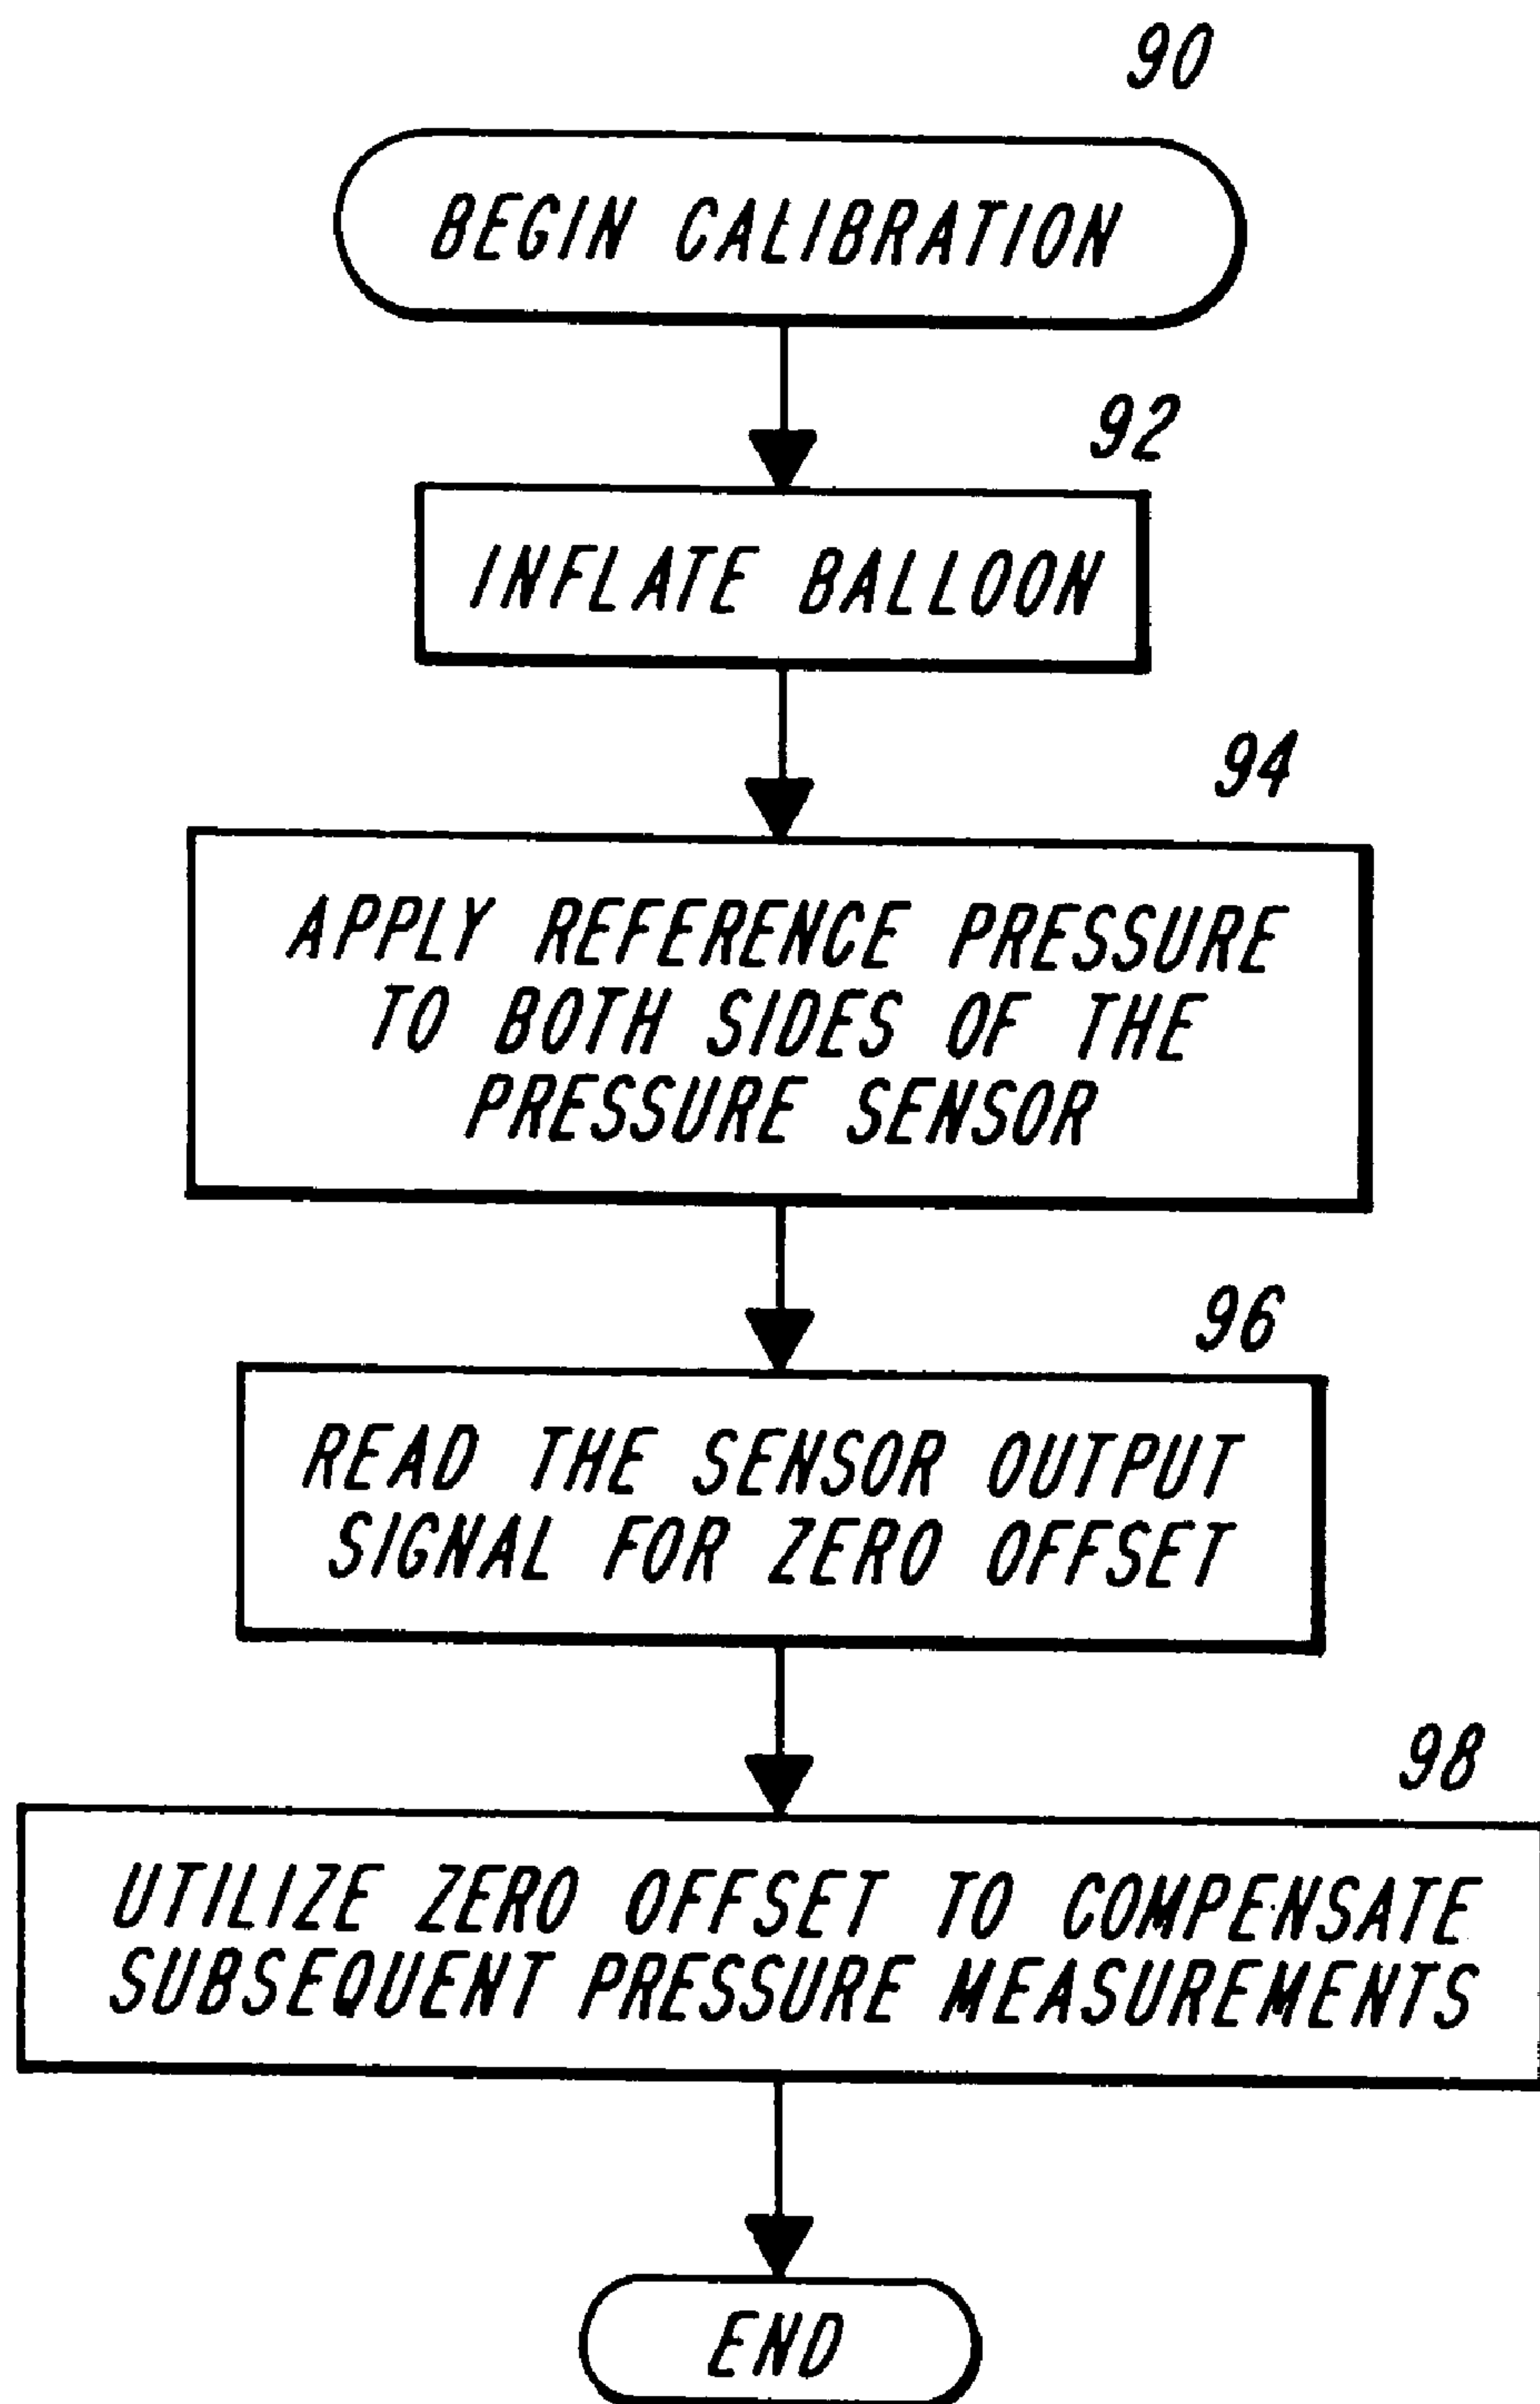 90
BEGIN CALIBRATION
92
INFLATE BALLOON
94
APPLY REFERENCE PRESSURE
TO BOTH SIDES OF THE
PRESSURE SENSOR
96
READ THE SENSOR OUTPUT
SIGNAL FOR ZERO OFFSET
98
UTILIZE ZERO OFFSET TO COMPENSATE
SUBSEQUENT PRESSURE MEASUREMENTS
END